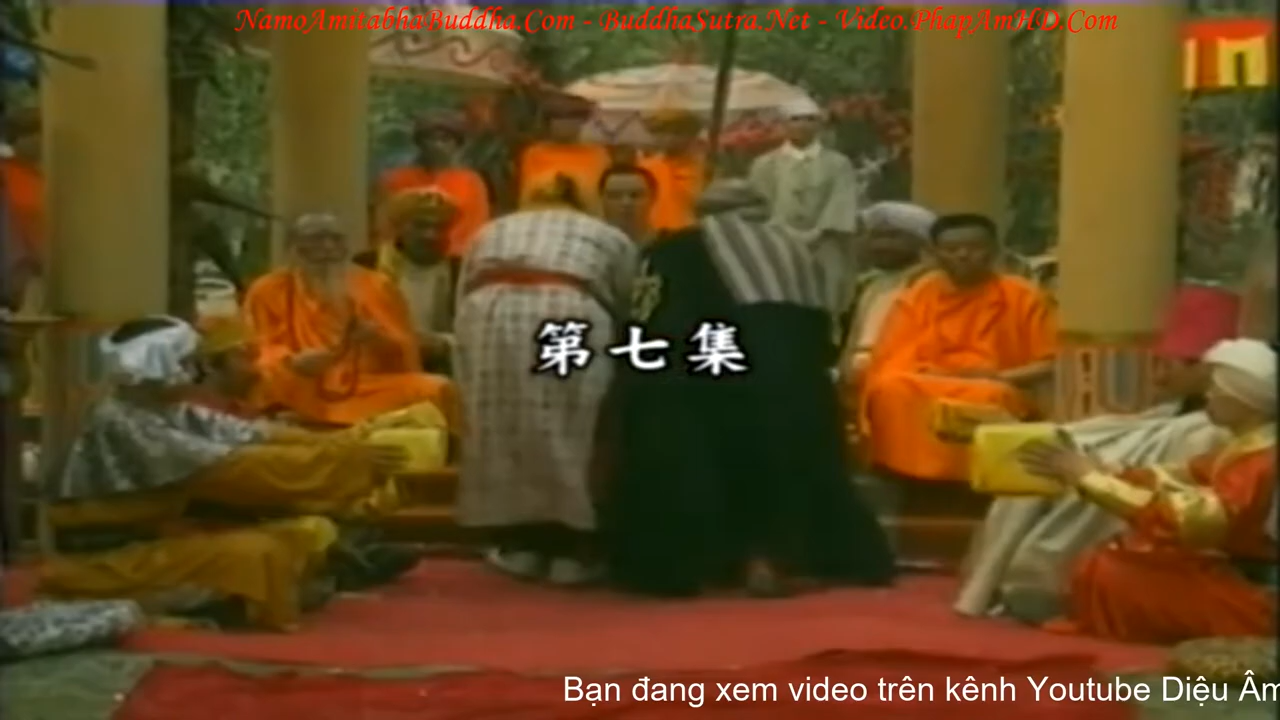 NamoAmitabhaBuddha.Com - BuddhaSutra.Net - Video.PhapAmHD.Com
第七集
Bạn đang xem video trên kênh Youtube Diệu Âm